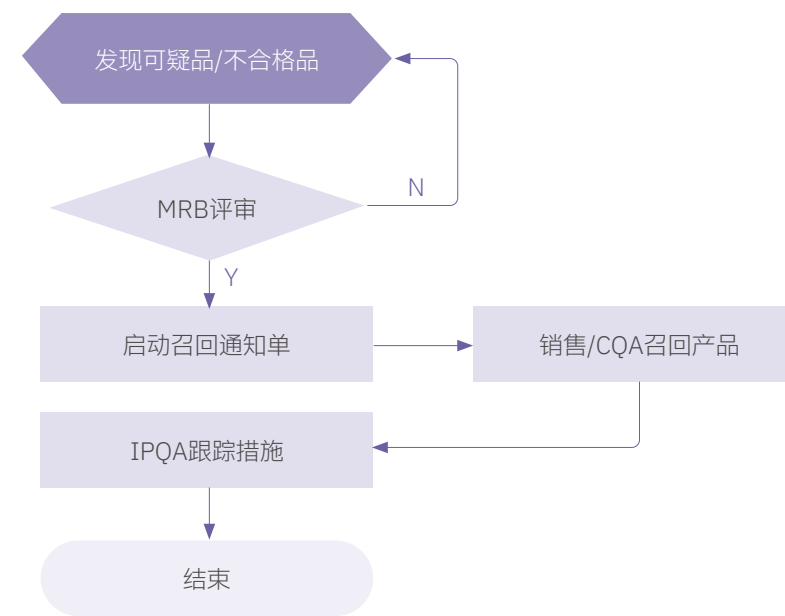 发现可疑品/不合格品
N
MRB评审
Y
启动召回通知单
销售/CQA召回产品
IPQA跟踪措施
结束